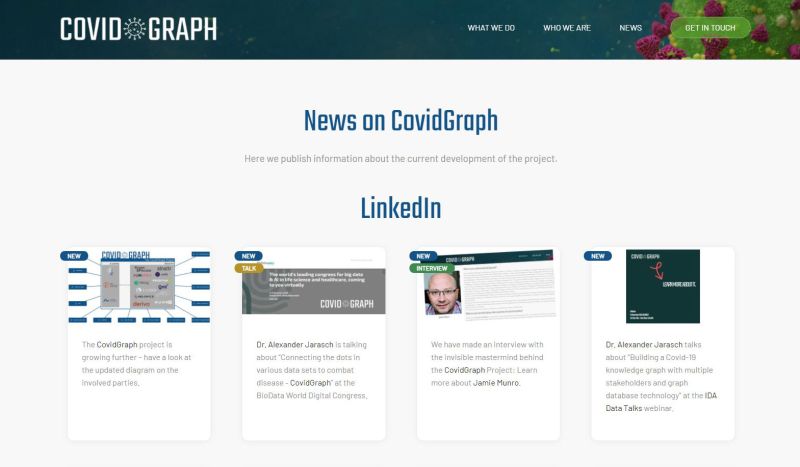 COVID GRAPH
WHAT WE DO
WHO WE ARE
NEWS
GET IN TOUCH
News on CovidGraph
Here we publish information about the current development of the project.
LinkedIn
NEW
COVID GRAPH
The CovidGraph project is
growing further - have a look at
the updated diagram on the
involved parties.
NEW
TALK
The world's leading congress for big data
& AI in life science and healthcare, coming
to you virtually
COVID GRAPH
Dr. Alexander Jarasch is talking
about "Connecting the dots in
various data sets to combat
disease - CovidGraph" at the
BioData World Digital Congress.
NEW
INTERVIEW
COVID GRAPH
We have made an interview with
the invisible mastermind behind
the CovidGraph Project: Learn
more about Jamie Munro.
NEW
COVID GRAPH
LEARN MORE ABOUT IT.
Dr. Alexander Jarasch talks
about "Building a Covid-19
knowledge graph with multiple
stakeholders and graph
database technology" at the IDA
Data Talks webinar.